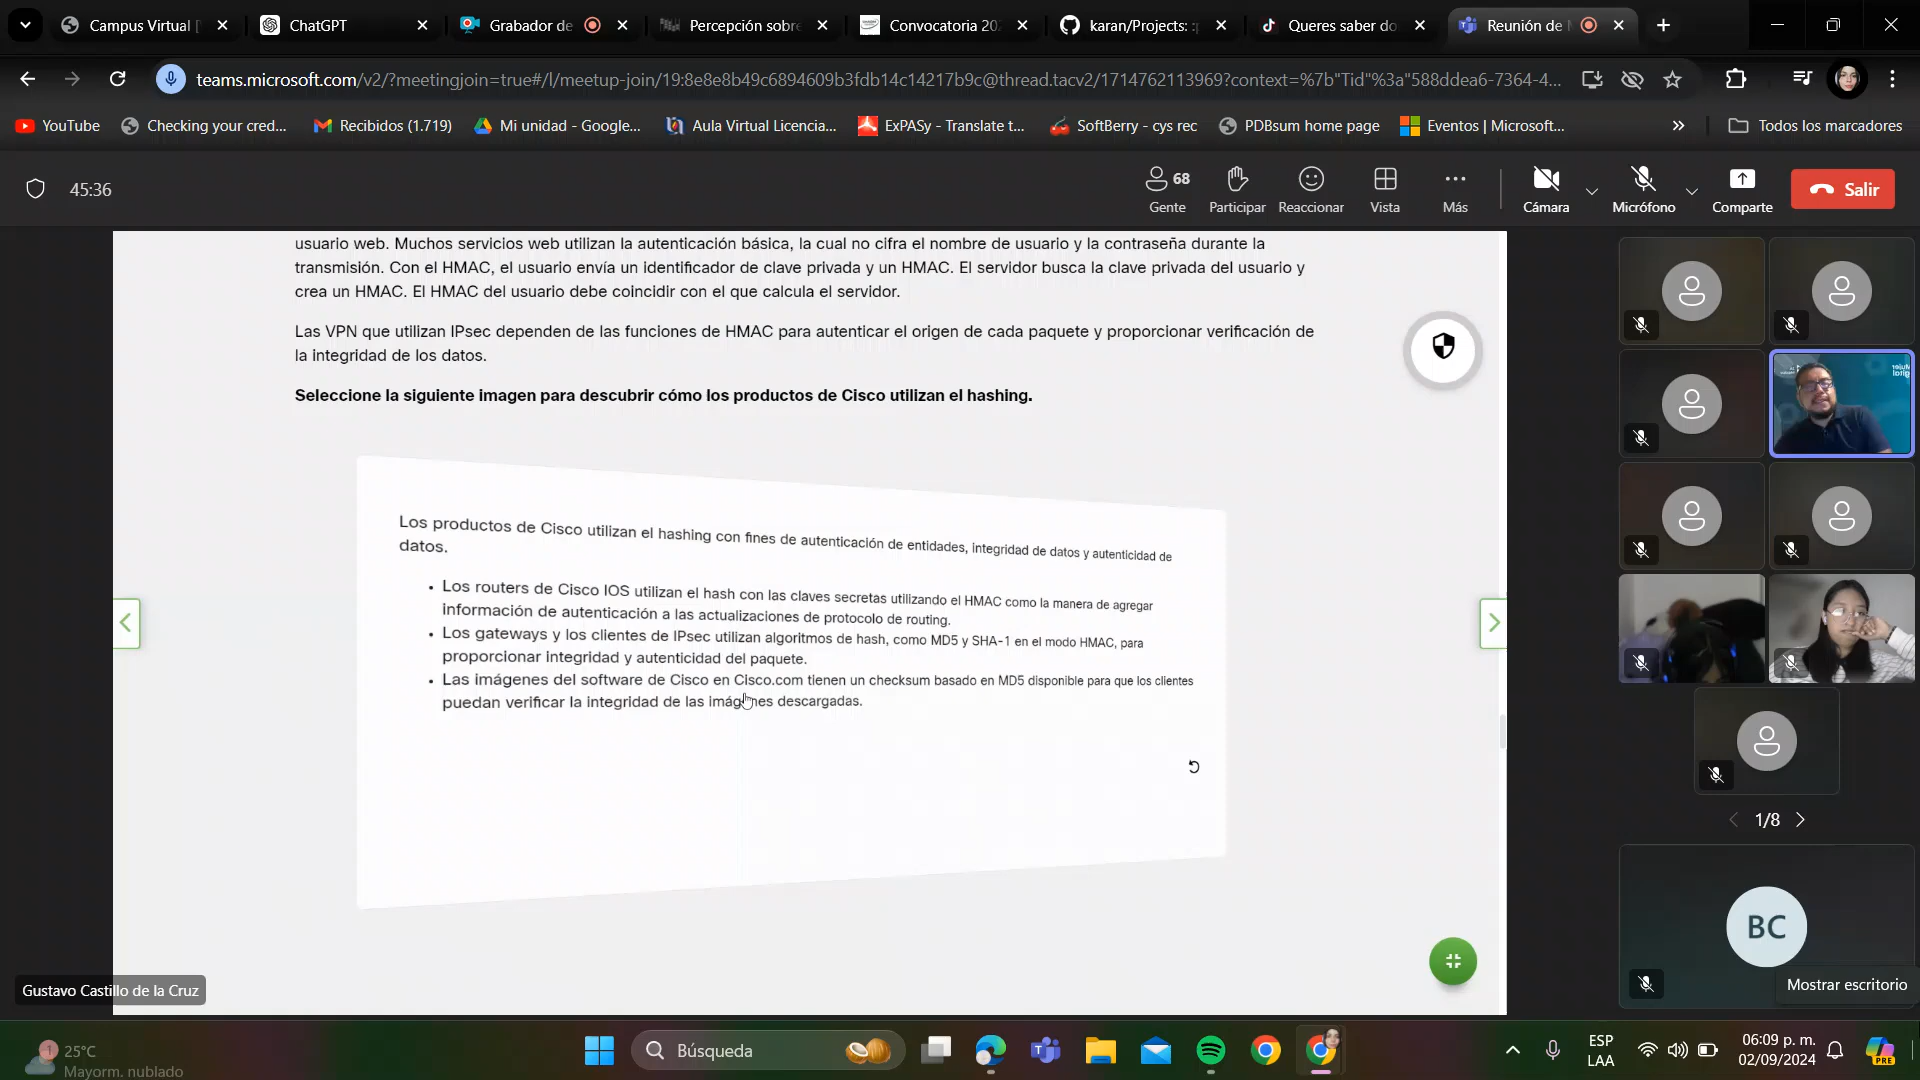 Campus Virtual [
ChatGPT
Grabador de
Percepción sobre
Convocatoria 202
karan/Projects: :p
Queres saber do
Reunión de M
teams.microsoft.com/v2/?meetingjoin=true#/l/meetup-join/19:8e8e8b49c6894609b3fdb14c14217b9c@thread.tacv2/1714762113969?context=%7b"Tid"%3a"588ddea6-7364-4...
YouTube
Checking your cred...
Recibidos (1.719)
Mi unidad - Google...
Aula Virtual Licencia...
ExPASy - Translate t...
SoftBerry - cys rec
PDBsum home page
Eventos | Microsoft...
Todos los marcadores
45:36
68
Gente
Participar
Reaccionar
Vista
Más
Cámara
Micrófono
Comparte
Salir
usuario web. Muchos servicios web utilizan la autenticación básica, la cual no cifra el nombre de usuario y la contraseña durante la
transmisión. Con el HMAC, el usuario envía un identificador de clave privada y un HMAC. El servidor busca la clave privada del usuario y
crea un HMAC. El HMAC del usuario debe coincidir con el que calcula el servidor.
Las VPN que utilizan IPsec dependen de las funciones de HMAC para autenticar el origen de cada paquete y proporcionar verificación de
la integridad de los datos.
Seleccione la siguiente imagen para descubrir cómo los productos de Cisco utilizan el hashing.
Los productos de Cisco utilizan el hashing con fines de autenticación de entidades, integridad de datos y autenticidad de
datos.
• Los routers de Cisco IOS utilizan el hash con las claves secretas utilizando el HMAC como la manera de agregar
información de autenticación a las actualizaciones de protocolo de routing.
• Los gateways y los clientes de IPsec utilizan algoritmos de hash, como MD5 y SHA-1 en el modo HMAC, para
proporcionar integridad y autenticidad del paquete.
• Las imágenes del software de Cisco en Cisco.com tienen un checksum basado en MD5 disponible para que los clientes
puedan verificar la integridad de las imágenes descargadas.
1/8
BC
Mostrar escritorio
Gustavo Castillo de la Cruz
1
25°C
Mayorm. nublado
Búsqueda
PRE
ESP
LAA
06:09 p. m.
02/09/2024